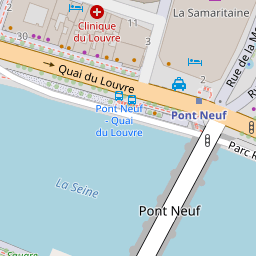 La Samaritaine
11
Clinique
du Louvre
30
2
Rue de la M
Quai du Louvre
Pont Neuf
- Quai
du Louvre
Pont Neuf
Parc R
La Seine
Pont Neuf
Square